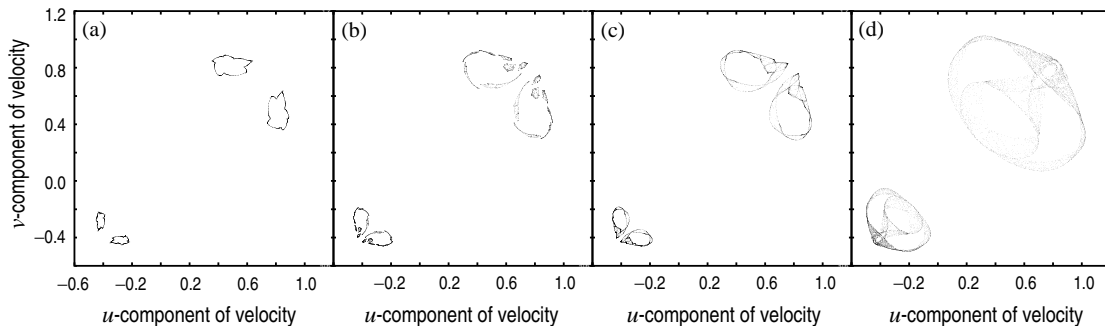 1.2
(a) (b) (c) (d)
0.8
0.4
0.0
−0.4
v-component of velocity
−0.6 −0.2 0.2 0.6 1.0 −0.2 0.2 0.6 1.0 −0.2 0.2 0.6 1.0 −0.2 0.2 0.6 1.0
u-component of velocity u-component of velocity u-component of velocity u-component of velocity